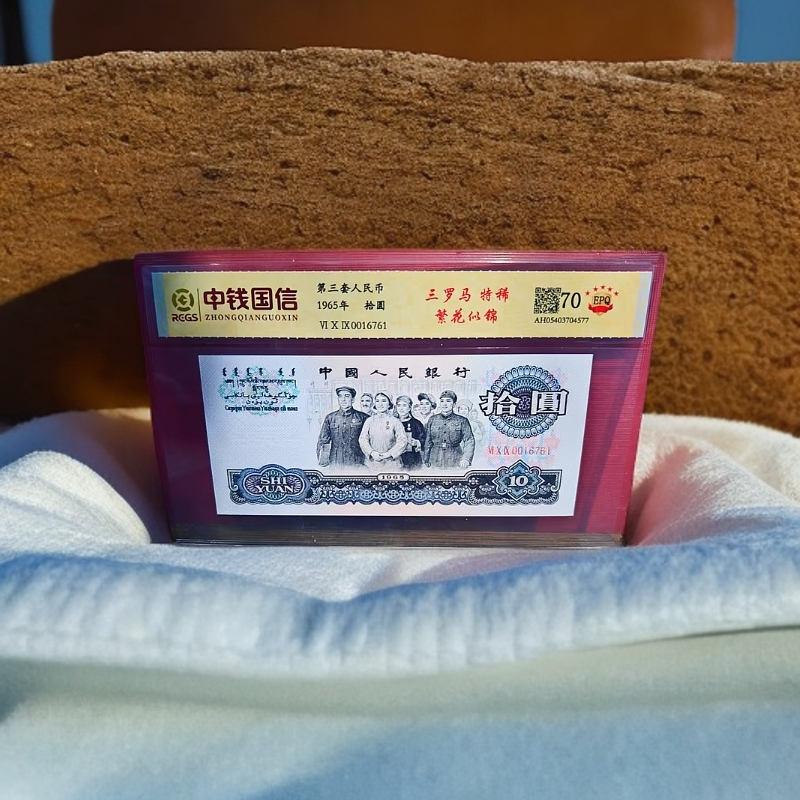 中钱国信
RCGS ZHONGQIANGUOXIN
第三套人民币
1965年 拾圆
VI X IX0016761
三罗马 特稀
繁花似锦
70 EPQ
AH05403704577
中國人民銀行
拾圓
VI X IX 0016761
1965
SHI
YUAN
10